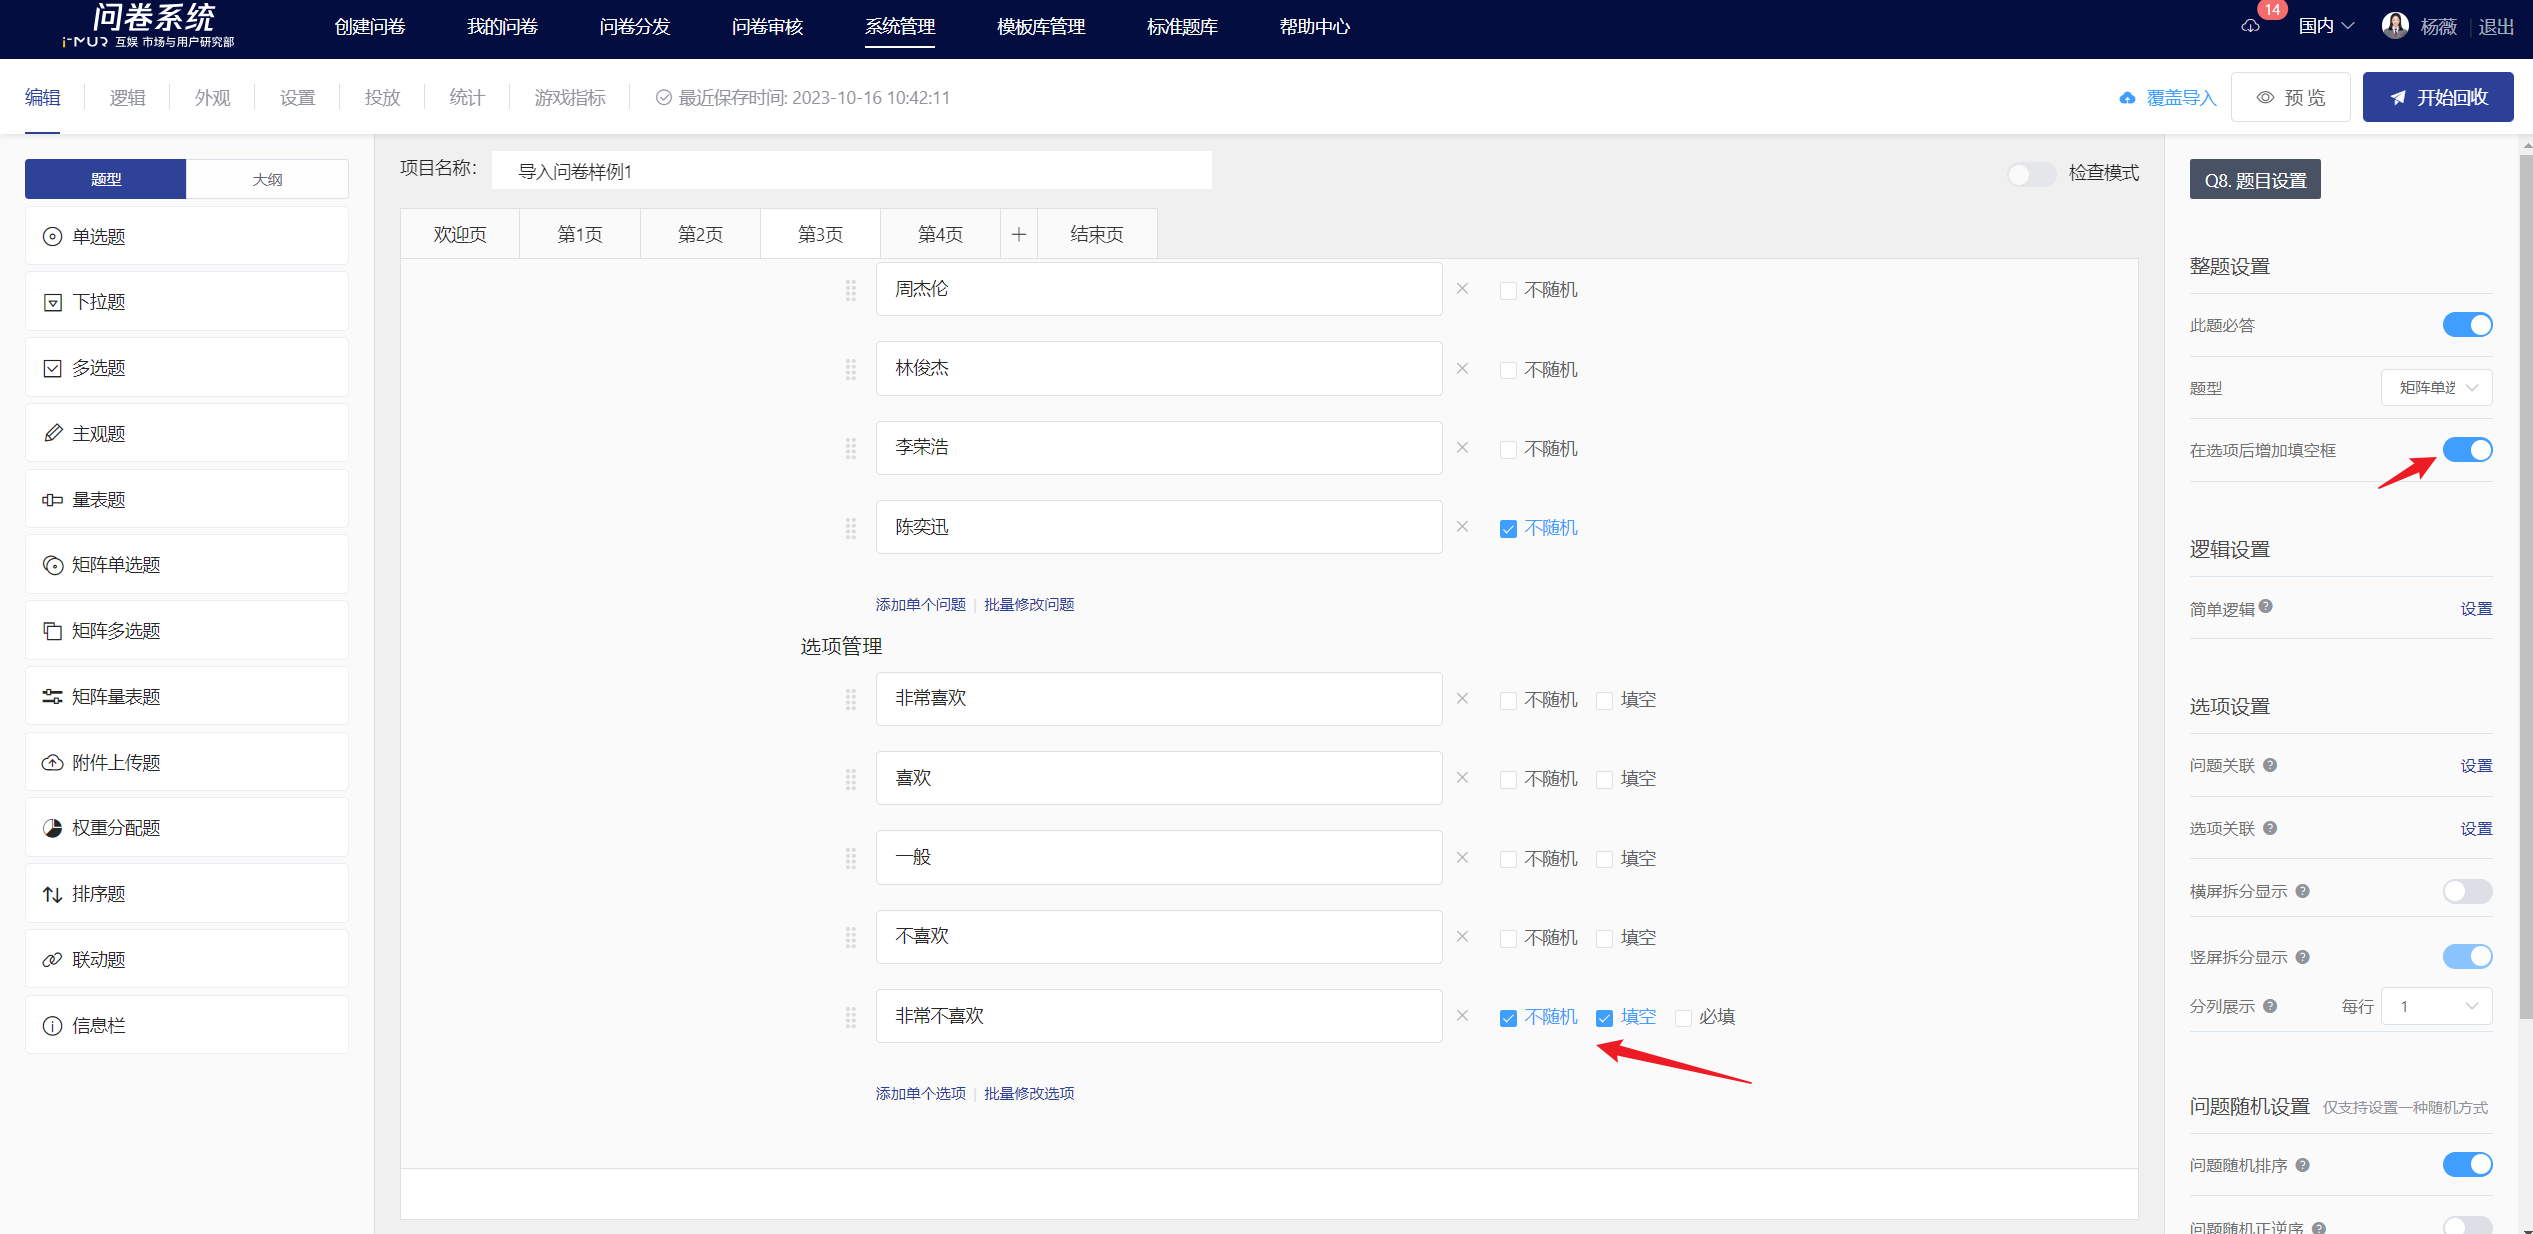 问卷系统
i-MUR 互娱 市场与用户研究部
创建问卷
我的问卷
问卷分发
问卷审核
系统管理
模板库管理
标准题库
帮助中心
14
国内
杨薇
退出
编辑
逻辑
外观
设置
投放
统计
游戏指标
最近保存时间: 2023-10-16 10:42:11
覆盖导入
预 览
开始回收
题型
大纲
单选题
下拉题
多选题
主观题
量表题
矩阵单选题
矩阵多选题
矩阵量表题
附件上传题
权重分配题
排序题
联动题
信息栏
项目名称:
导入问卷样例1
检查模式
欢迎页
第1页
第2页
第3页
第4页
结束页
周杰伦
不随机
林俊杰
不随机
李荣浩
不随机
陈奕迅
不随机
添加单个问题 | 批量修改问题
选项管理
非常喜欢
不随机 填空
喜欢
不随机 填空
一般
不随机 填空
不喜欢
不随机 填空
非常不喜欢
不随机 填空 必填
添加单个选项 | 批量修改选项
Q8. 题目设置
整题设置
此题必答
题型
矩阵单选
在选项后增加填空框
逻辑设置
简单逻辑 设置
选项设置
问题关联 设置
选项关联 设置
横屏拆分显示
竖屏拆分显示
分列展示 每行 1
问题随机设置 仅支持设置一种随机方式
问题随机排序
问题随机正逆序